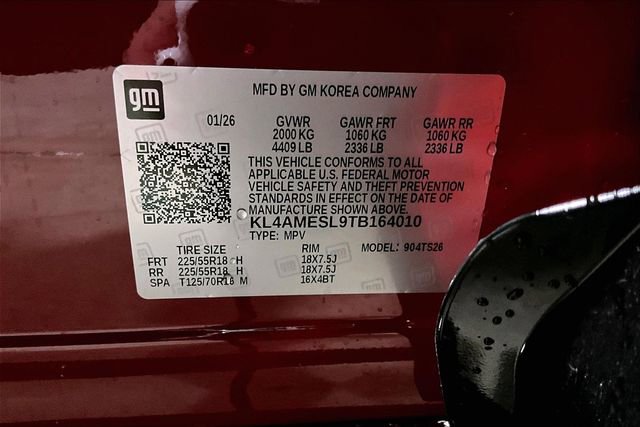 gm
MFD BY GM KOREA COMPANY
01/26 GVWR GAWR FRT GAWR RR
2000 KG 1060 KG 1060 KG
4409 LB 2336 LB 2336 LB
THIS VEHICLE CONFORMS TO ALL
APPLICABLE U.S. FEDERAL MOTOR
VEHICLE SAFETY AND THEFT PREVENTION
STANDARDS IN EFFECT ON THE DATE OF
MANUFACTURE SHOWN ABOVE.
KL4AMESL9TB164010
TYPE: MPV
TIRE SIZE RIM MODEL: 904TS26
FRT 225/55R18 H 18X7.5J
RR 225/55R18 H 18X7.5J
SPA T125/70R16 M 16X4BT